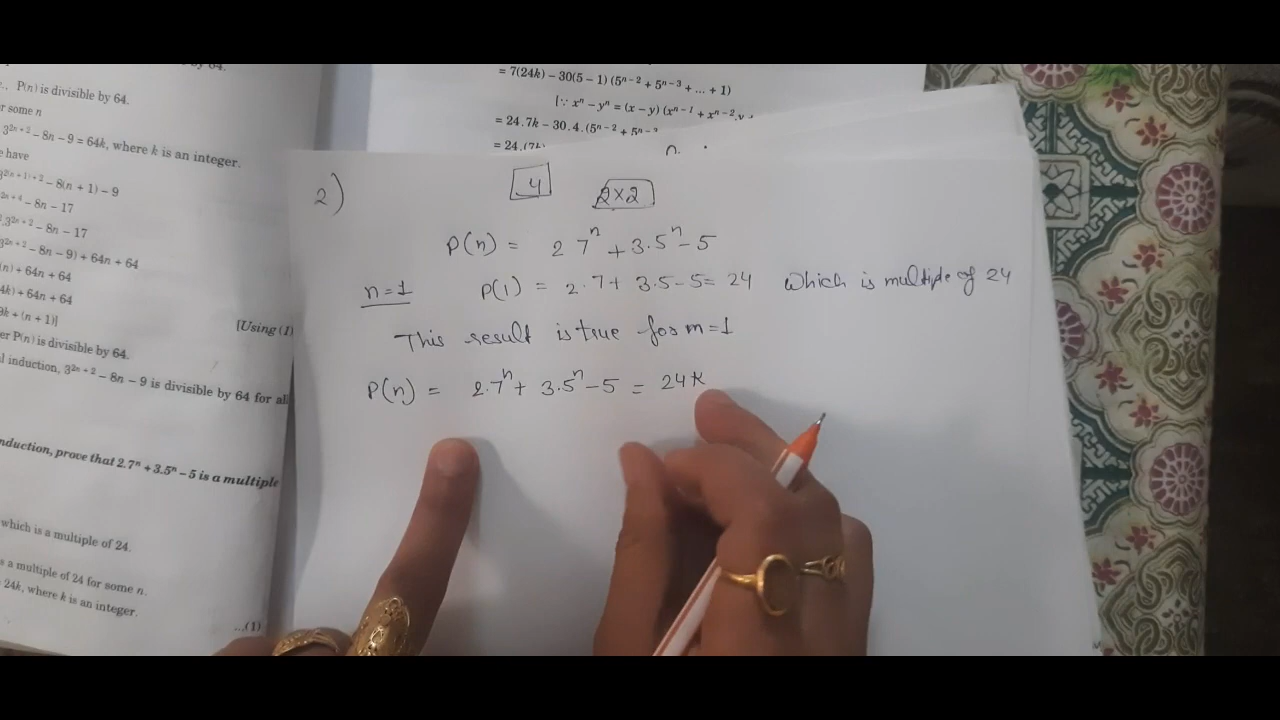 P(n) is divisible by 64.
r some n
3²ⁿ⁺² – 8n – 9 = 64k, where k is an integer.
have
– 8(n + 1) – 9
– 8n – 17
3²ⁿ⁺² – 8n – 17
– 8n – 9) + 64n + 64
+ 64n + 64
+ 64n + 64
+ (n + 1)]
[Using (1)
er P(n) is divisible by 64.
l induction, 3²ⁿ⁺² – 8n – 9 is divisible by 64 for all
nduction, prove that 2.7ⁿ + 3.5ⁿ – 5 is a multiple
which is a multiple of 24.
s a multiple of 24 for some n.
24k, where k is an integer.
...(1)
= 7(24k) – 30(5 – 1) (5ⁿ⁻² + 5ⁿ⁻³ + ... + 1)
[∵ xⁿ – yⁿ = (x – y) (xⁿ⁻¹ + xⁿ⁻².y
= 24.7k – 30.4.(5ⁿ⁻² + 5ⁿ⁻³
= 24.(7k
2)
4 2×2
P(n) = 2 7ⁿ + 3.5ⁿ – 5
n=1 P(1) = 2.7 + 3.5 – 5 = 24 which is multiple of 24
This result is true for n = 1
P(n) = 2.7ⁿ + 3.5ⁿ – 5 = 24k